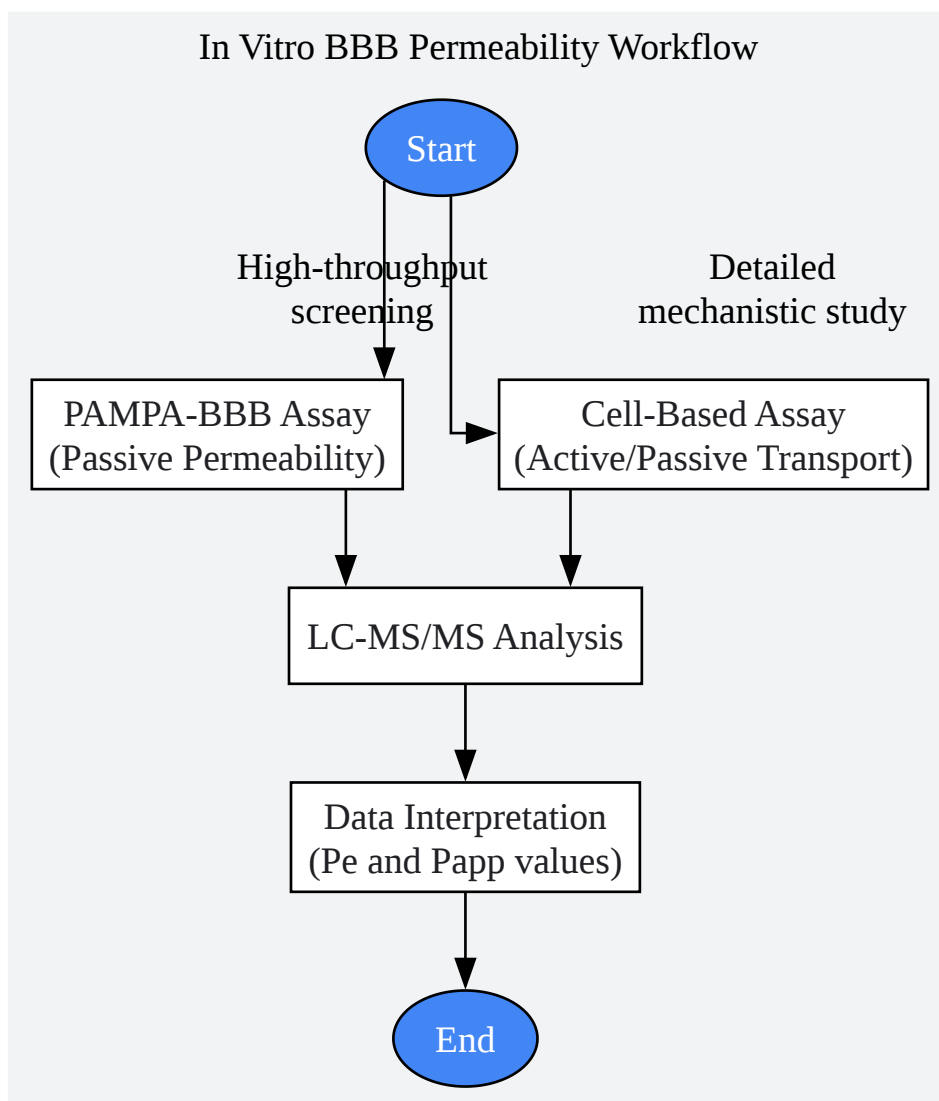 In Vitro BBB Permeability Workflow
Start
High-throughput
screening
Detailed
mechanistic study
PAMPA-BBB Assay
(Passive Permeability)
Cell-Based Assay
(Active/Passive Transport)
LC-MS/MS Analysis
Data Interpretation
(Pe and Papp values)
End